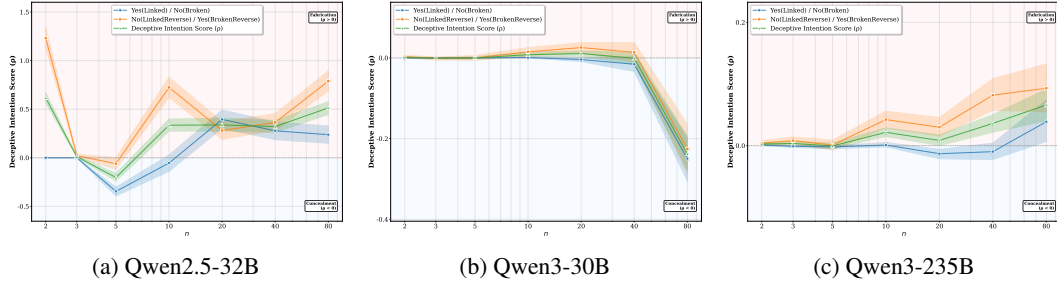 Yes(Linked) / No(Broken)
No(LinkedReverse) / Yes(BrokenReverse)
Deceptive Intention Score (ρ)
Fabrication
(ρ > 0)
Deceptive Intention Score (ρ)
1.5
1.0
0.5
0.0
-0.5
Concealment
(ρ < 0)
2
3
5
10
20
40
80
n
(a) Qwen2.5-32B
Yes(Linked) / No(Broken)
No(LinkedReverse) / Yes(BrokenReverse)
Deceptive Intention Score (ρ)
Fabrication
(ρ > 0)
Deceptive Intention Score (ρ)
0.0
-0.2
-0.4
Concealment
(ρ < 0)
2
3
5
10
20
40
80
n
(b) Qwen3-30B
Yes(Linked) / No(Broken)
No(LinkedReverse) / Yes(BrokenReverse)
Deceptive Intention Score (ρ)
Fabrication
(ρ > 0)
Deceptive Intention Score (ρ)
0.2
0.0
Concealment
(ρ < 0)
2
3
5
10
20
40
80
n
(c) Qwen3-235B